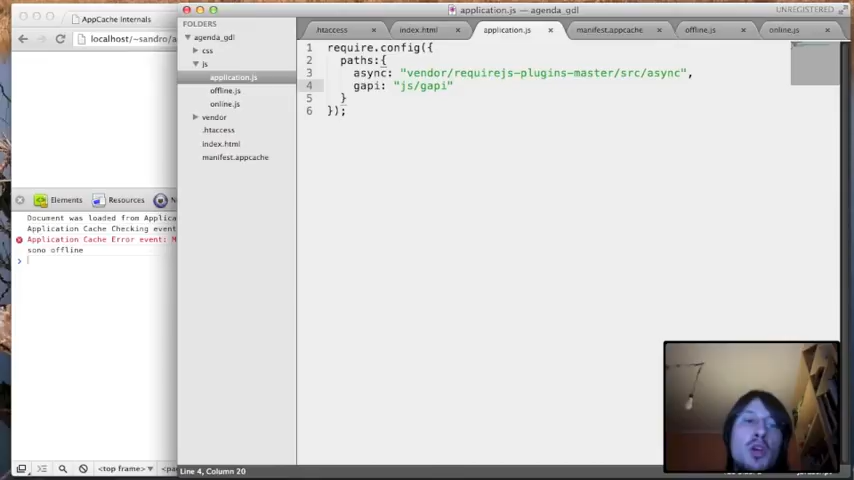 AppCache Internals
localhost/~sandro/a
Elements
Resources
N
Document was loaded from Applica
Application Cache Checking event
Application Cache Error event: M
sono offline
<top frame>
application.js — agenda_gdl
UNREGISTERED
FOLDERS
agenda_gdl
css
js
application.js
offline.js
online.js
vendor
.htaccess
index.html
manifest.appcache
.htaccess
index.html
application.js
manifest.appcache
offline.js
online.js
1 require.config({
2 paths:{
3 async: "vendor/requirejs-plugins-master/src/async",
4 gapi: "js/gapi"
5 }
6 });
Line 4, Column 20